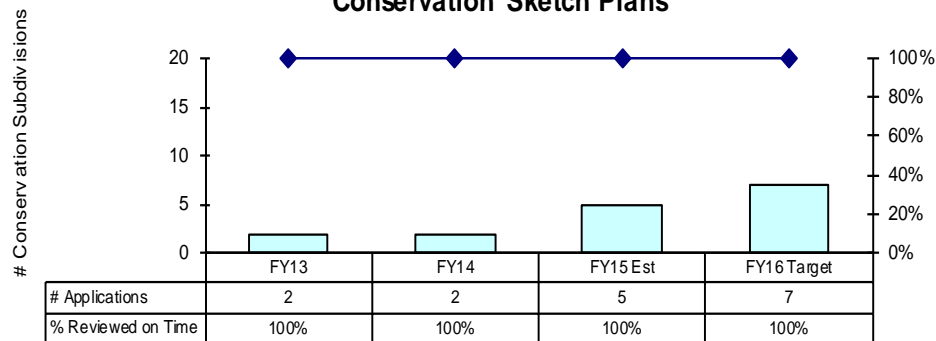 Conservation Sketch Plans
# Conservation Subdivisions
20
15
10
5
0
100%
80%
60%
40%
20%
0%
FY13 FY14 FY15 Est FY16 Target
# Applications 2 2 5 7
% Reviewed on Time 100% 100% 100% 100%